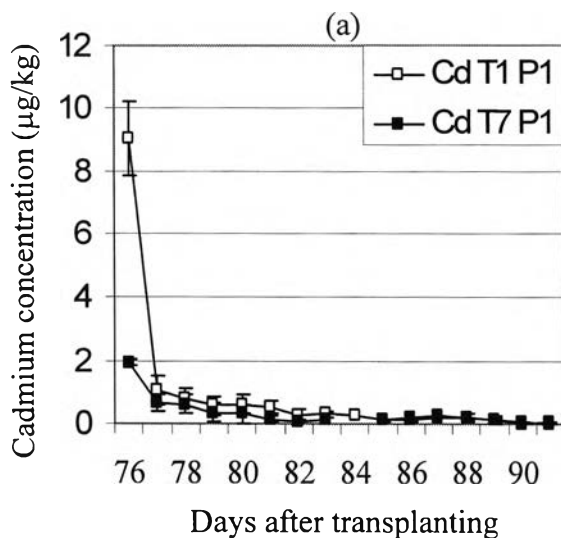 (a)
Cadmium concentration (µg/kg)
12
10
8
6
4
2
0
Cd T1 P1
Cd T7 P1
76 78 80 82 84 86 88 90
Days after transplanting